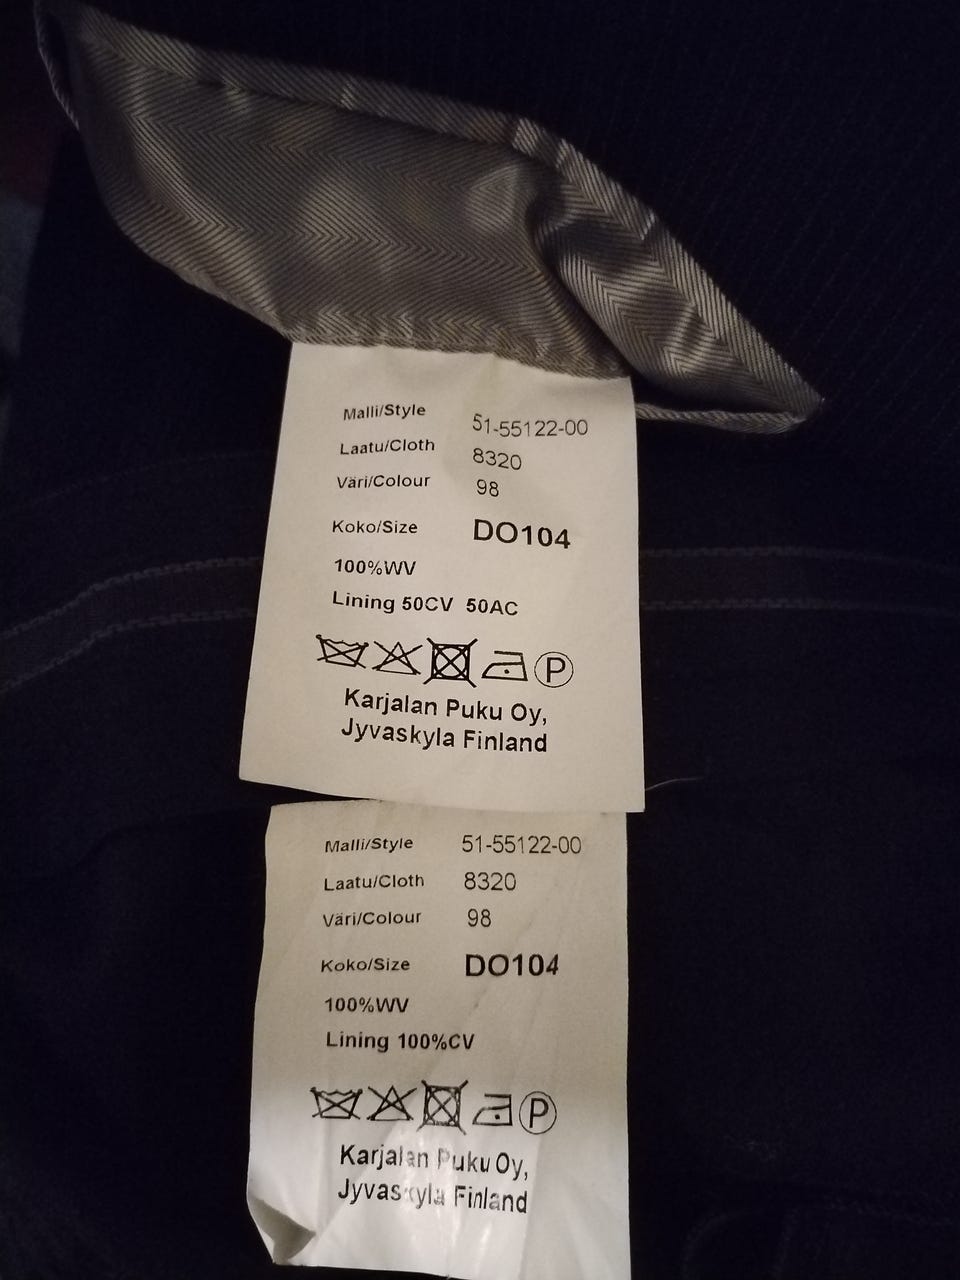 Malli/Style 51-55122-00
Laatu/Cloth 8320
Väri/Colour 98
Koko/Size DO104
100%WV
Lining 50CV 50AC
P
Karjalan Puku Oy,
Jyvaskyla Finland
Malli/Style 51-55122-00
Laatu/Cloth 8320
Väri/Colour 98
Koko/Size DO104
100%WV
Lining 100%CV
P
Karjalan Puku Oy,
Jyvaskyla Finland